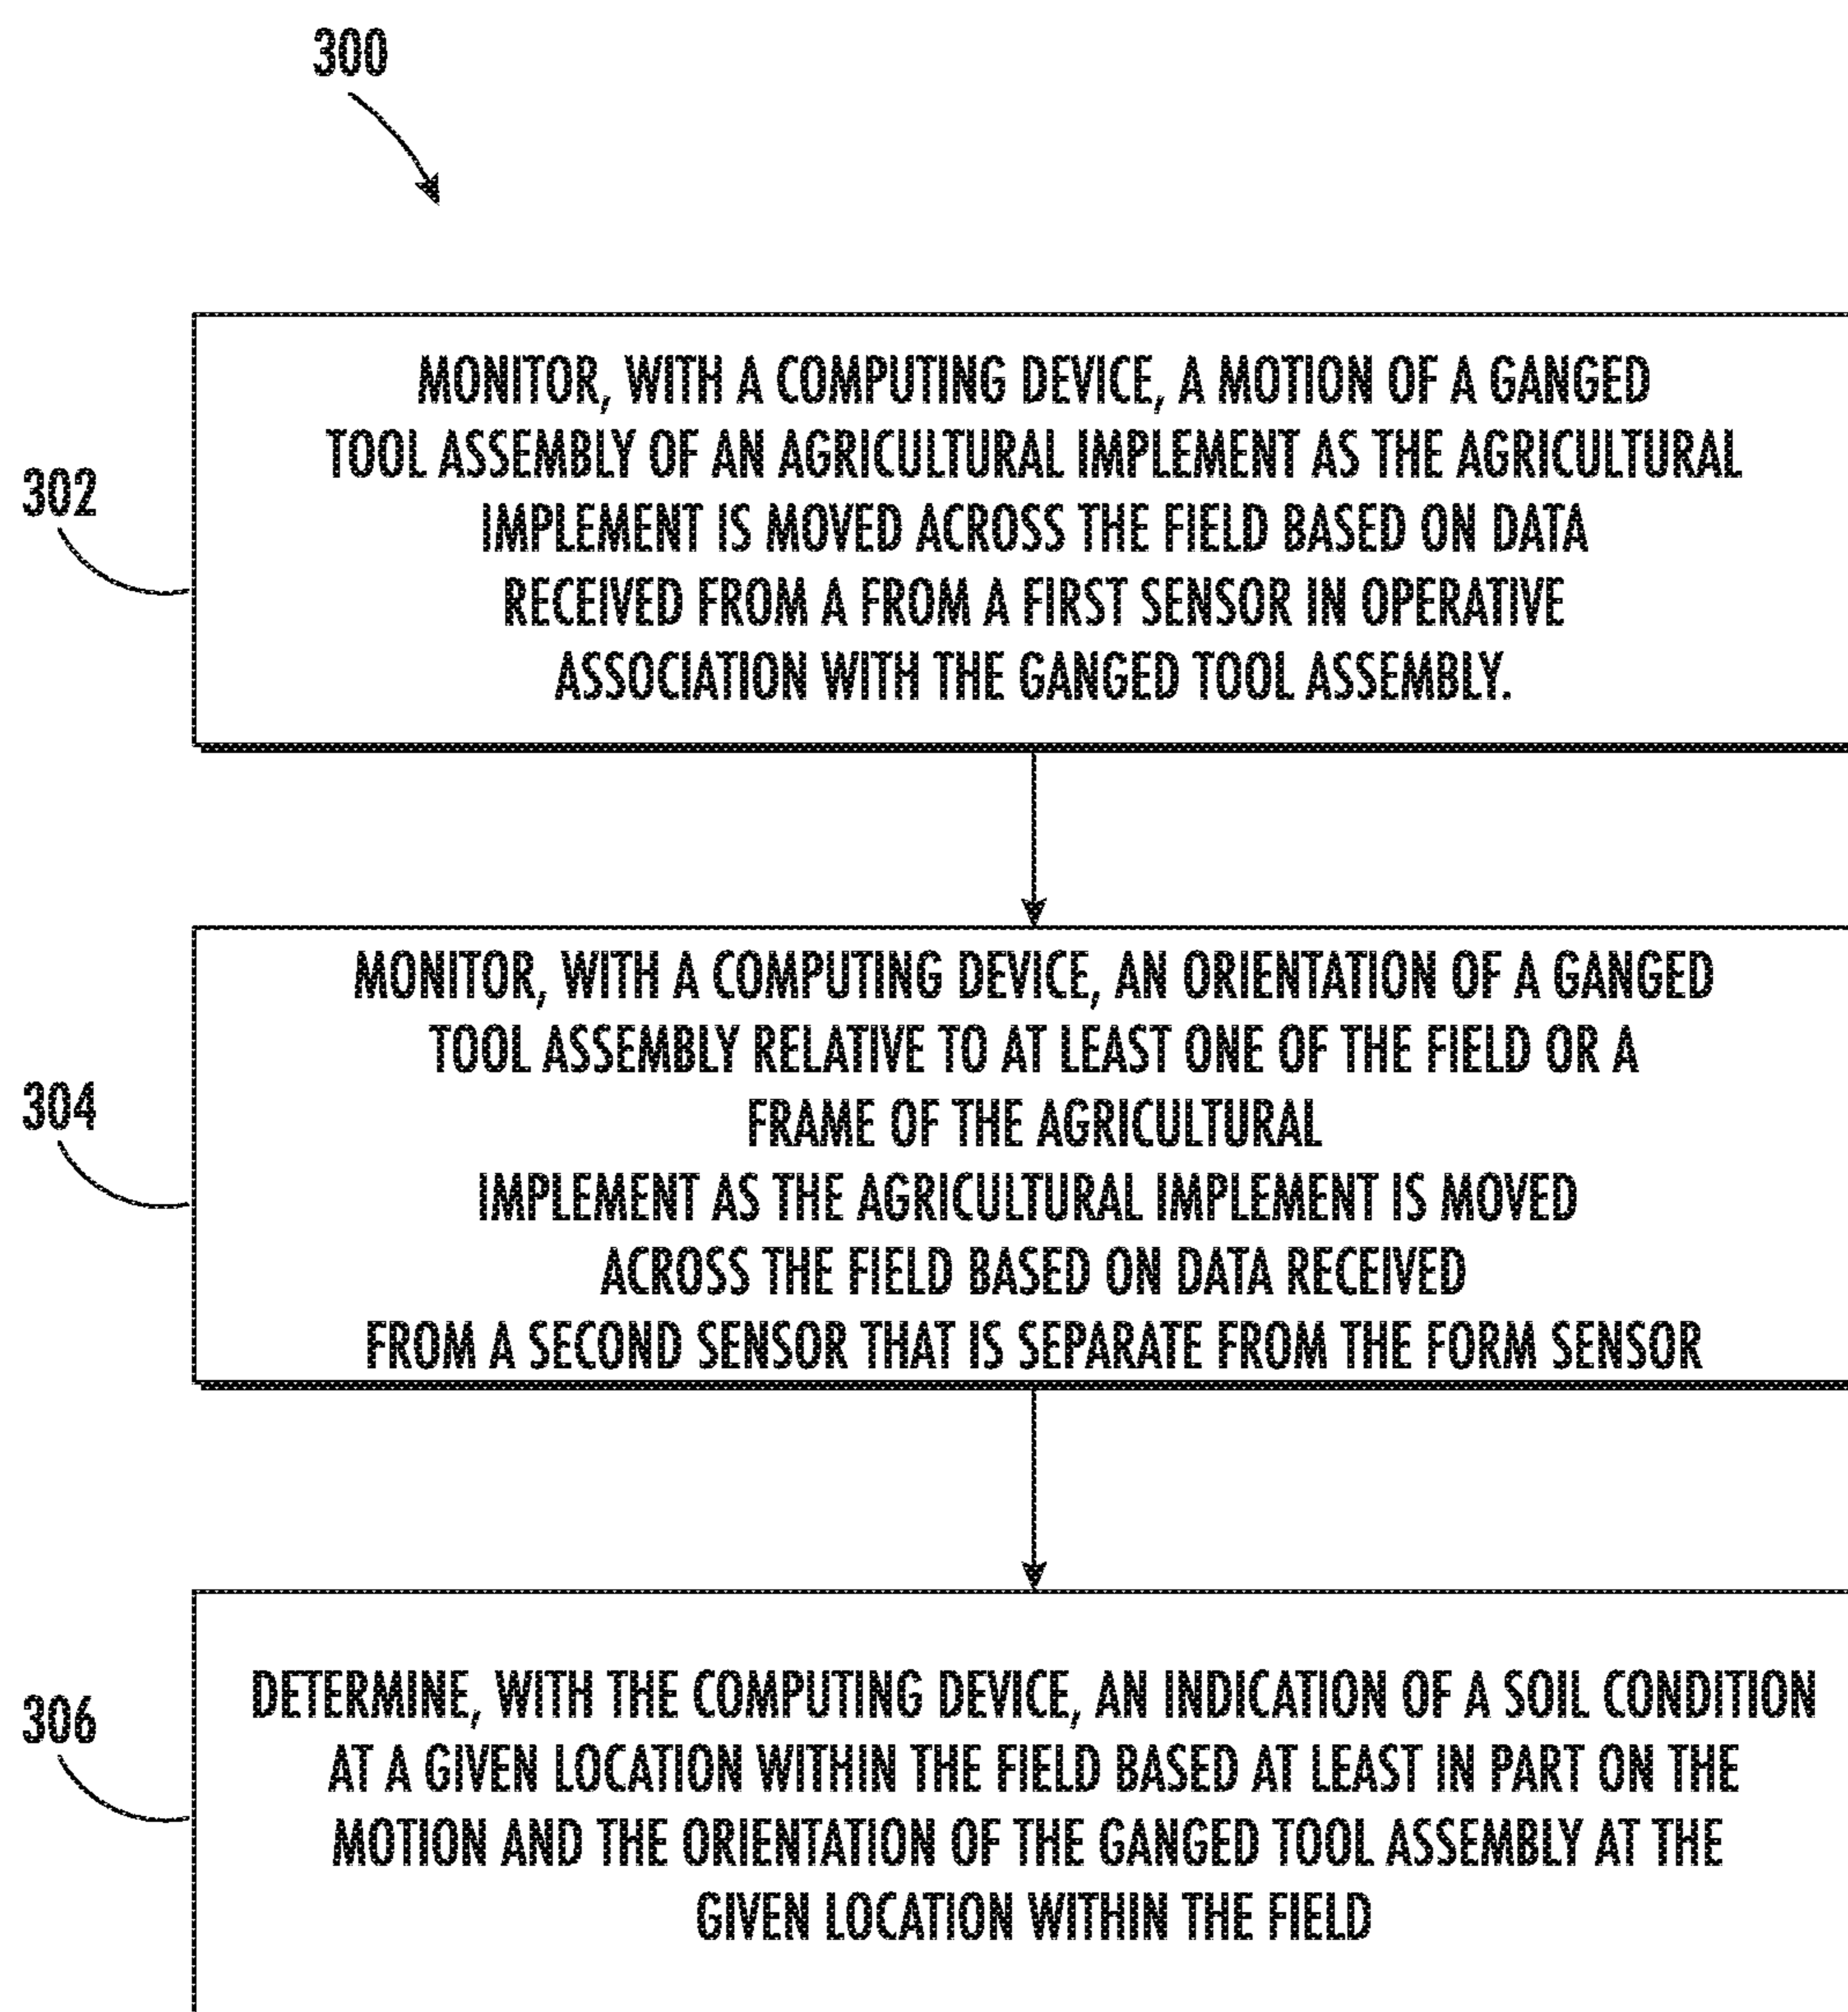 300
302
MONITOR, WITH A COMPUTING DEVICE, A MOTION OF A GANGED
TOOL ASSEMBLY OF AN AGRICULTURAL IMPLEMENT AS THE AGRICULTURAL
IMPLEMENT IS MOVED ACROSS THE FIELD BASED ON DATA
RECEIVED FROM A FROM A FIRST SENSOR IN OPERATIVE
ASSOCIATION WITH THE GANGED TOOL ASSEMBLY.
304
MONITOR, WITH A COMPUTING DEVICE, AN ORIENTATION OF A GANGED
TOOL ASSEMBLY RELATIVE TO AT LEAST ONE OF THE FIELD OR A
FRAME OF THE AGRICULTURAL
IMPLEMENT AS THE AGRICULTURAL IMPLEMENT IS MOVED
ACROSS THE FIELD BASED ON DATA RECEIVED
FROM A SECOND SENSOR THAT IS SEPARATE FROM THE FORM SENSOR
306
DETERMINE, WITH THE COMPUTING DEVICE, AN INDICATION OF A SOIL CONDITION
AT A GIVEN LOCATION WITHIN THE FIELD BASED AT LEAST IN PART ON THE
MOTION AND THE ORIENTATION OF THE GANGED TOOL ASSEMBLY AT THE
GIVEN LOCATION WITHIN THE FIELD